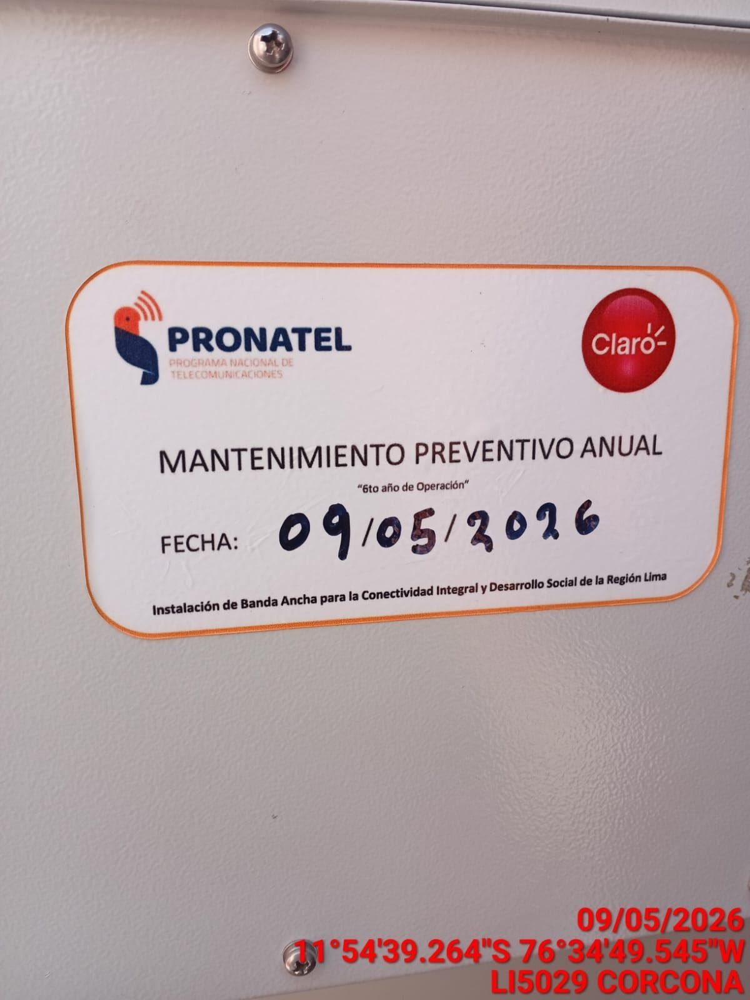 PRONATEL
PROGRAMA NACIONAL DE
TELECOMUNICACIONES
Claro
MANTENIMIENTO PREVENTIVO ANUAL
"6to año de Operación"
FECHA: 09/05/2026
Instalación de Banda Ancha para la Conectividad Integral y Desarrollo Social de la Región Lima
09/05/2026
11°54'39.264"S 76°34'49.545"W
LI5029 CORCONA